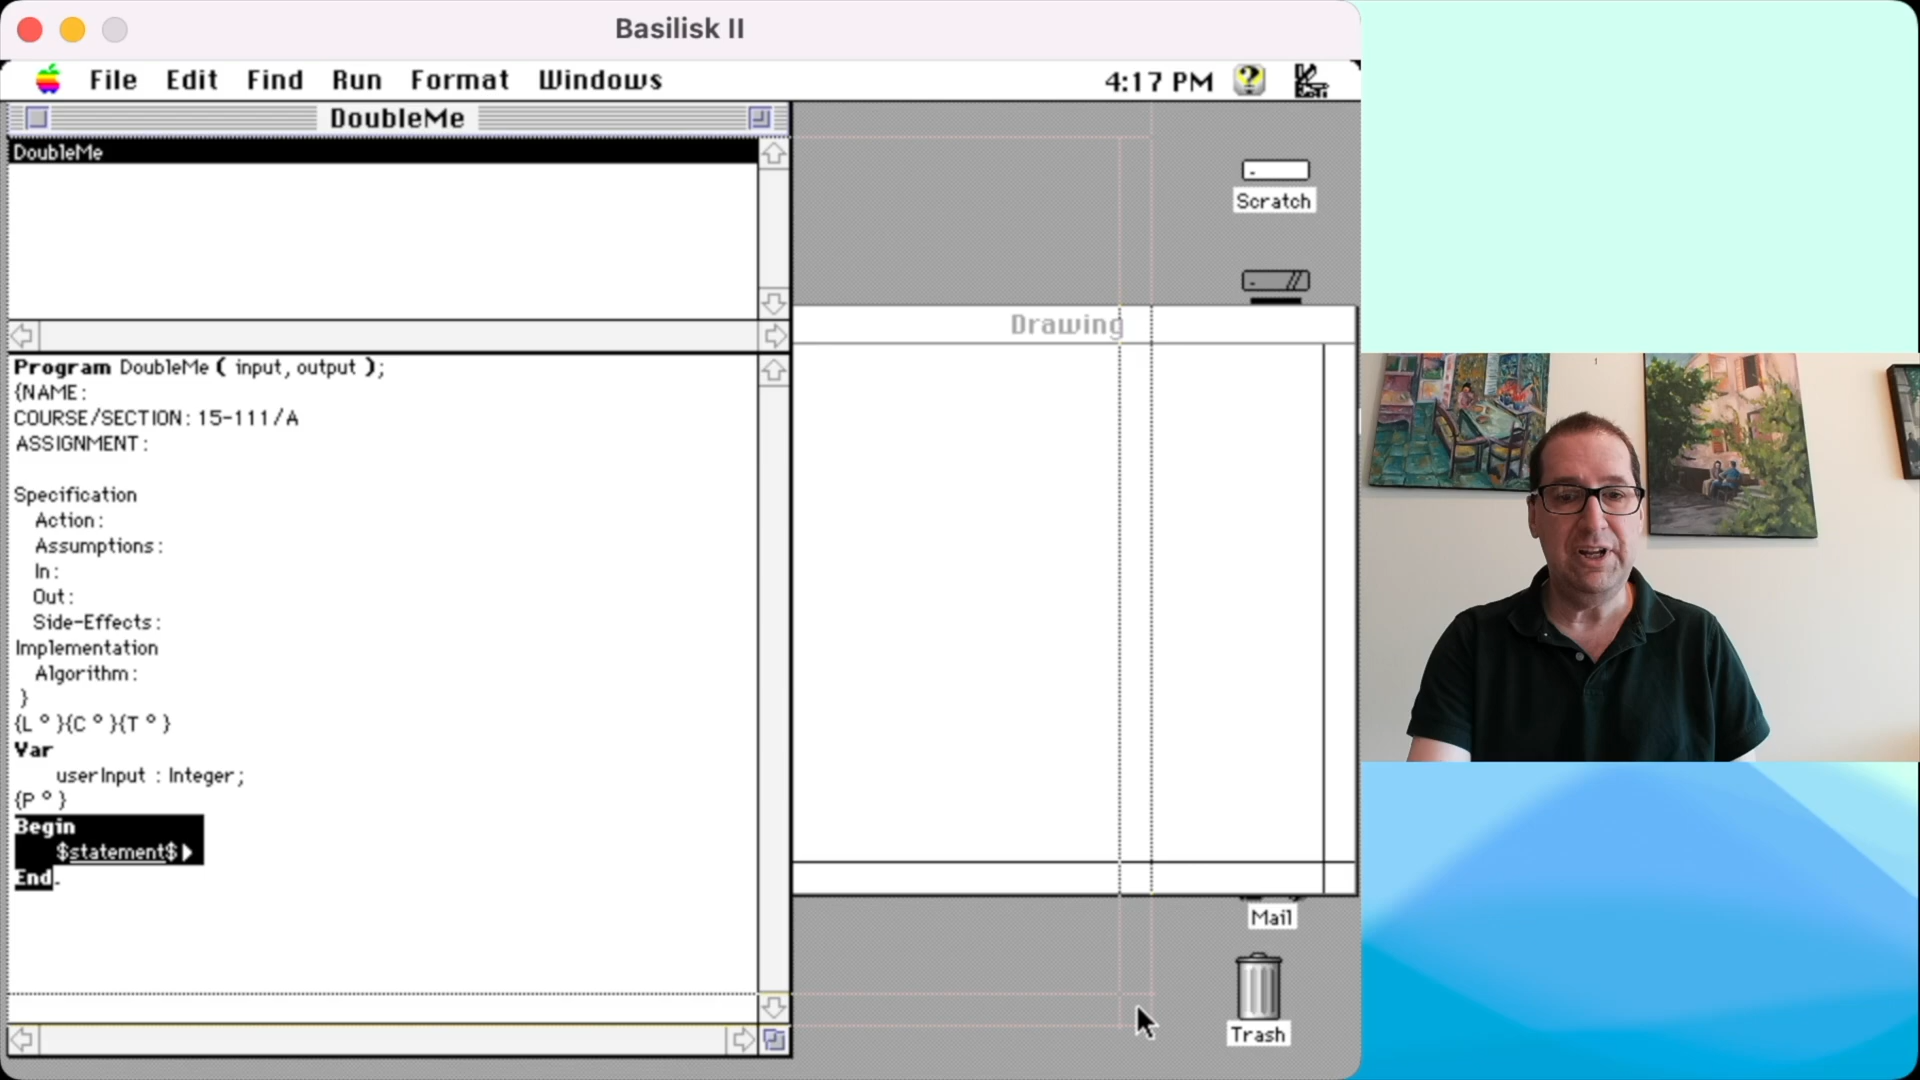 Basilisk II
File Edit Find Run Format Windows
4:17 PM
DoubleMe
DoubleMe
Program DoubleMe ( input, output );
{NAME:
COURSE/SECTION: 15-111/A
ASSIGNMENT:
Specification
Action:
Assumptions:
In:
Out:
Side-Effects:
Implementation
Algorithm:
}
{L ° }{C ° }{T ° }
Var
userInput : Integer;
{P ° }
Begin
$statement$
End.
Drawing
Scratch
Mail
Trash